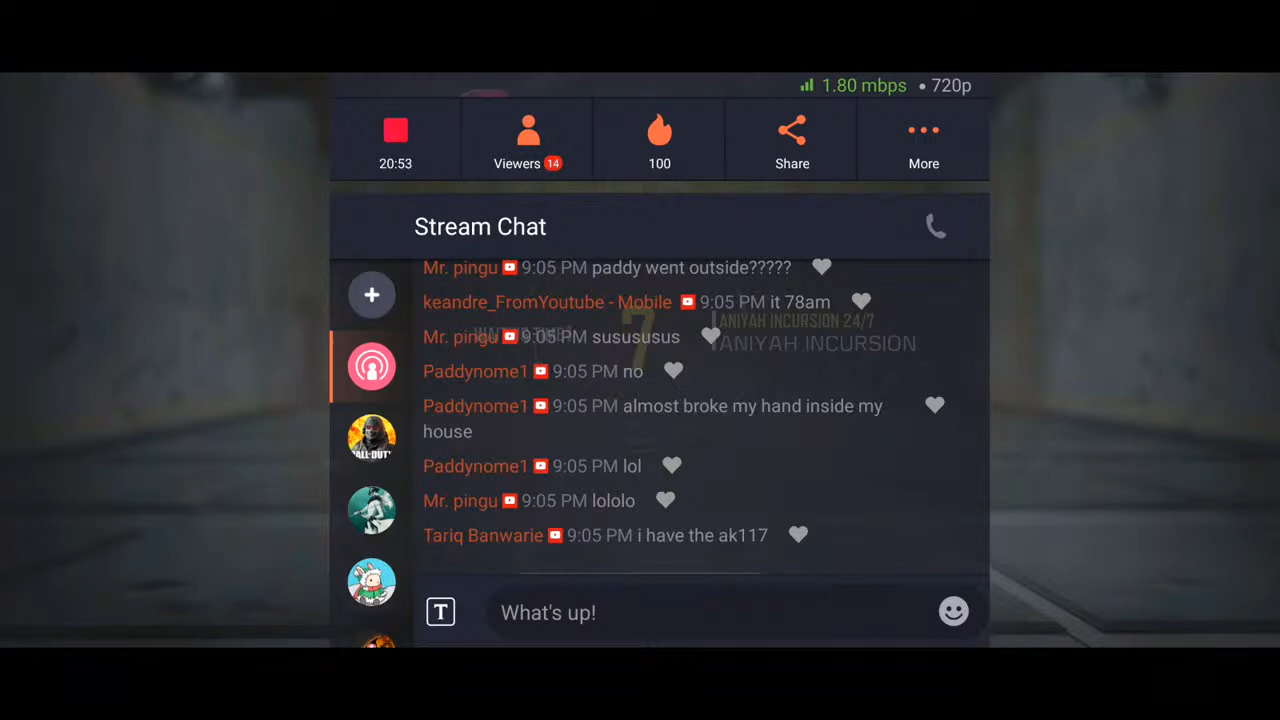 1.80 mbps • 720p
20:53
Viewers 14
100
Share
More
Stream Chat
Mr. pingu 9:05 PM paddy went outside?????
keandre_FromYoutube - Mobile 9:05 PM it 78am
ANIYAH INCURSION 24/7
7
Mr. pingu 9:05 PM susususus
ANIYAH INCURSION
Paddynome1 9:05 PM no
Paddynome1 9:05 PM almost broke my hand inside my
house
Paddynome1 9:05 PM lol
Mr. pingu 9:05 PM lololo
Tariq Banwarie 9:05 PM i have the ak117
T What's up!